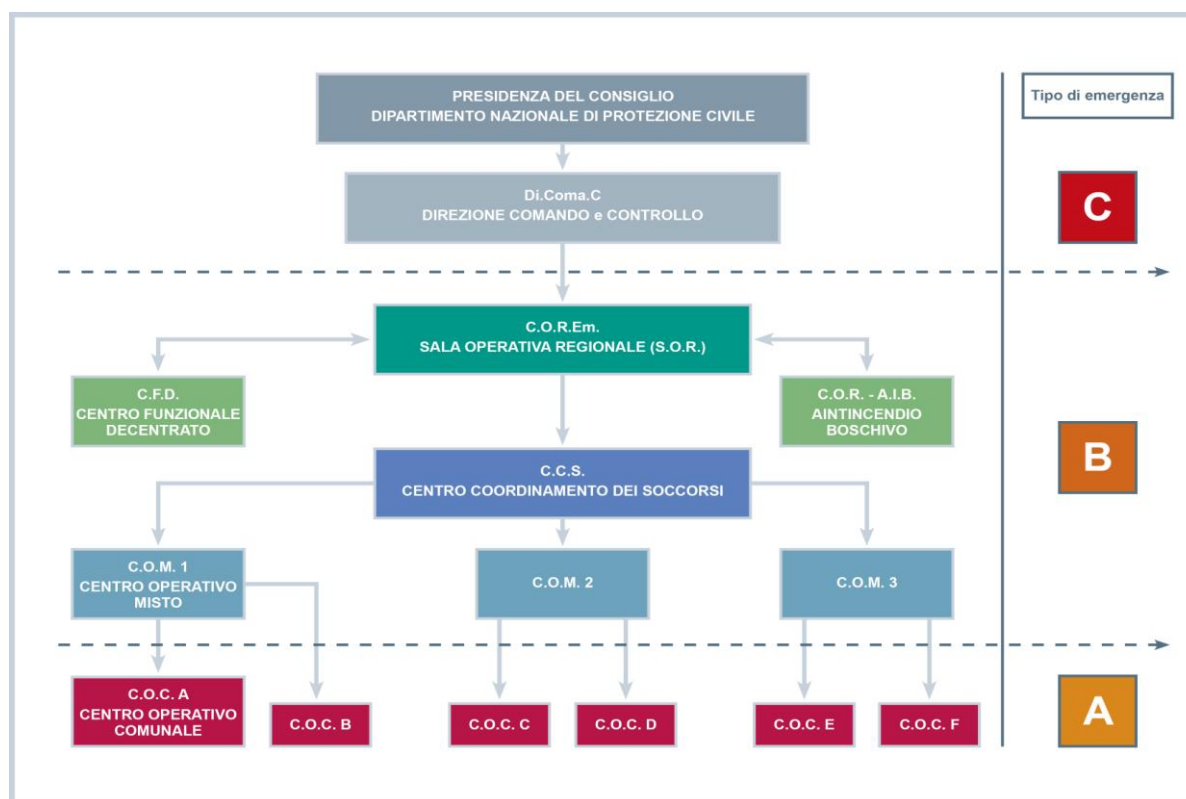 PRESIDENZA DEL CONSIGLIO
DIPARTIMENTO NAZIONALE DI PROTEZIONE CIVILE
Tipo di emergenza
Di.Coma.C
DIREZIONE COMANDO e CONTROLLO
C
C.O.R.Em.
SALA OPERATIVA REGIONALE (S.O.R.)
C.F.D.
CENTRO FUNZIONALE
DECENTRATO
C.O.R. - A.I.B.
AINTINCENDIO
BOSCHIVO
B
C.C.S.
CENTRO COORDINAMENTO DEI SOCCORSI
C.O.M. 1
CENTRO OPERATIVO
MISTO
C.O.M. 2
C.O.M. 3
C.O.C. A
CENTRO OPERATIVO
COMUNALE
C.O.C. B
C.O.C. C
C.O.C. D
C.O.C. E
C.O.C. F
A